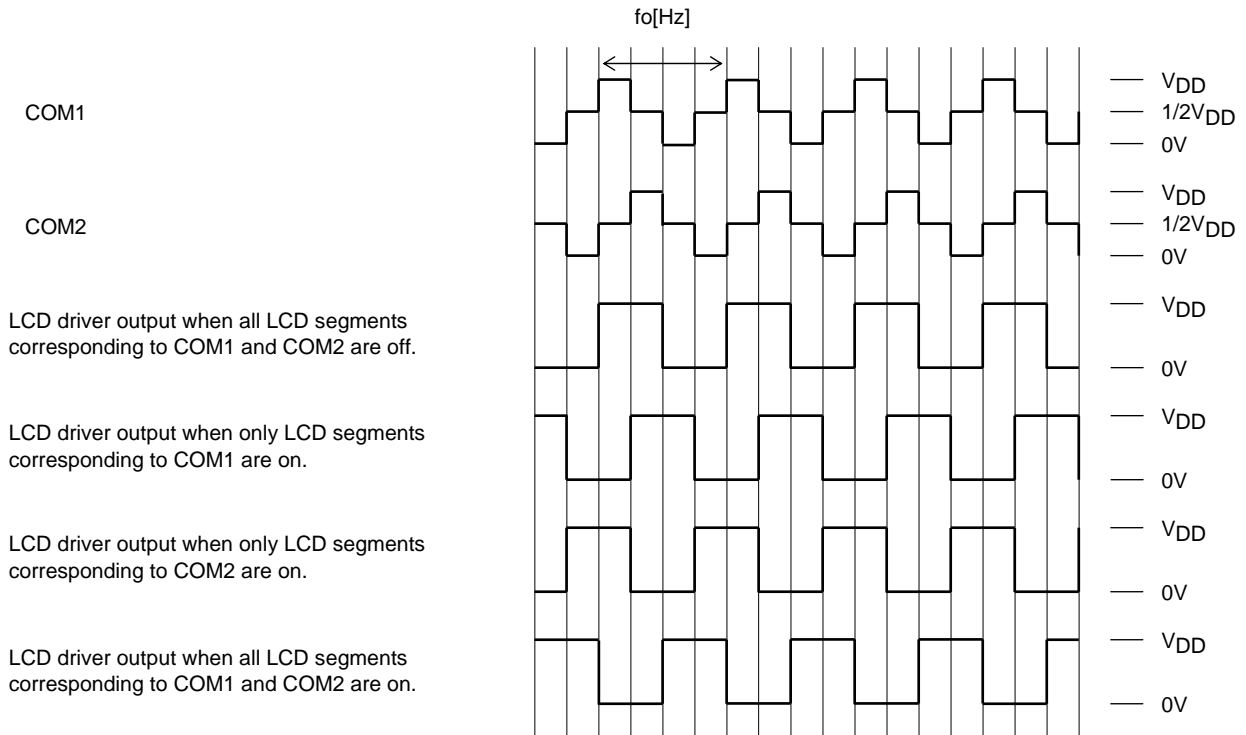 fo[Hz]
COM1
VDD
1/2VDD
0V
COM2
VDD
1/2VDD
0V
LCD driver output when all LCD segments
corresponding to COM1 and COM2 are off.
VDD
0V
LCD driver output when only LCD segments
corresponding to COM1 are on.
VDD
0V
LCD driver output when only LCD segments
corresponding to COM2 are on.
VDD
0V
LCD driver output when all LCD segments
corresponding to COM1 and COM2 are on.
VDD
0V